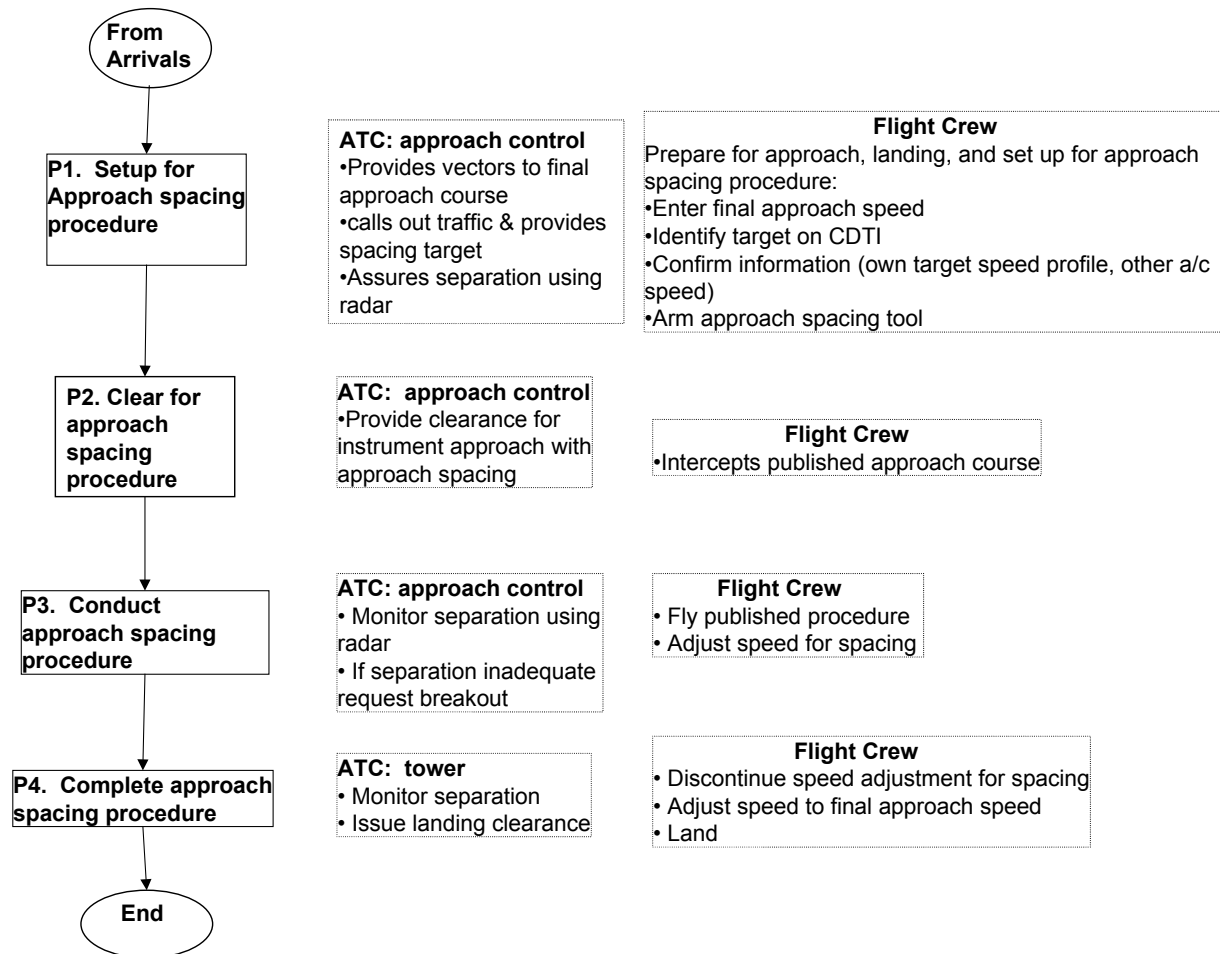 From
Arrivals
P1.  Setup for
Approach spacing
procedure
ATC: approach control
•Provides vectors to final
approach course
•calls out traffic & provides
spacing target
•Assures separation using
radar
Flight Crew
Prepare for approach, landing, and set up for approach
spacing procedure:
•Enter final approach speed
•Identify target on CDTI
•Confirm information (own target speed profile, other a/c
speed)
•Arm approach spacing tool
P2. Clear for
approach
spacing
procedure
ATC:  approach control
•Provide clearance for
instrument approach with
approach spacing
Flight Crew
•Intercepts published approach course
P3.  Conduct
approach spacing
procedure
ATC: approach control
• Monitor separation using
radar
• If separation inadequate
request breakout
Flight Crew
• Fly published procedure
• Adjust speed for spacing
P4.  Complete approach
spacing procedure
ATC:  tower
• Monitor separation
• Issue landing clearance
Flight Crew
• Discontinue speed adjustment for spacing
• Adjust speed to final approach speed
• Land
End